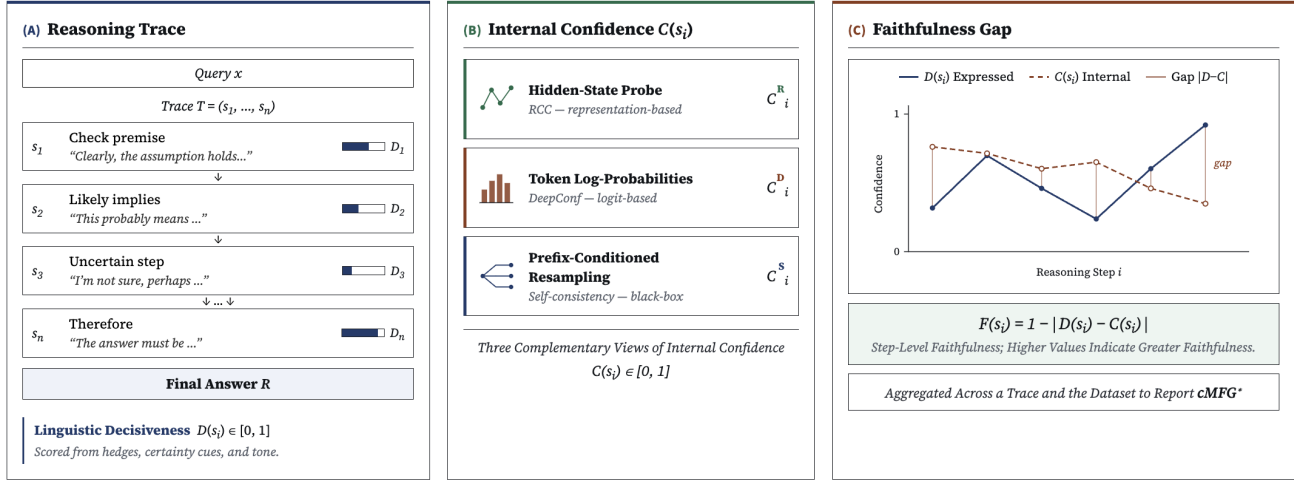 (A) Reasoning Trace
Query x
Trace T = (s₁, ..., sₙ)
s₁ Check premise D₁
“Clearly, the assumption holds...”
↓
s₂ Likely implies D₂
“This probably means ...”
↓
s₃ Uncertain step D₃
“I'm not sure, perhaps ...”
↓ ... ↓
sₙ Therefore Dₙ
“The answer must be ...”
Final Answer R
Linguistic Decisiveness D(sᵢ) ∈ [0, 1]
Scored from hedges, certainty cues, and tone.
(B) Internal Confidence C(sᵢ)
Hidden-State Probe
RCC — representation-based
Cᴿᵢ
Token Log-Probabilities
DeepConf — logit-based
Cᴰᵢ
Prefix-Conditioned
Resampling
Self-consistency — black-box
Cˢᵢ
Three Complementary Views of Internal Confidence
C(sᵢ) ∈ [0, 1]
(C) Faithfulness Gap
D(sᵢ) Expressed C(sᵢ) Internal Gap |D−C|
1
Confidence
gap
0
Reasoning Step i
F(sᵢ) = 1 − | D(sᵢ) − C(sᵢ) |
Step-Level Faithfulness; Higher Values Indicate Greater Faithfulness.
Aggregated Across a Trace and the Dataset to Report cMFG*